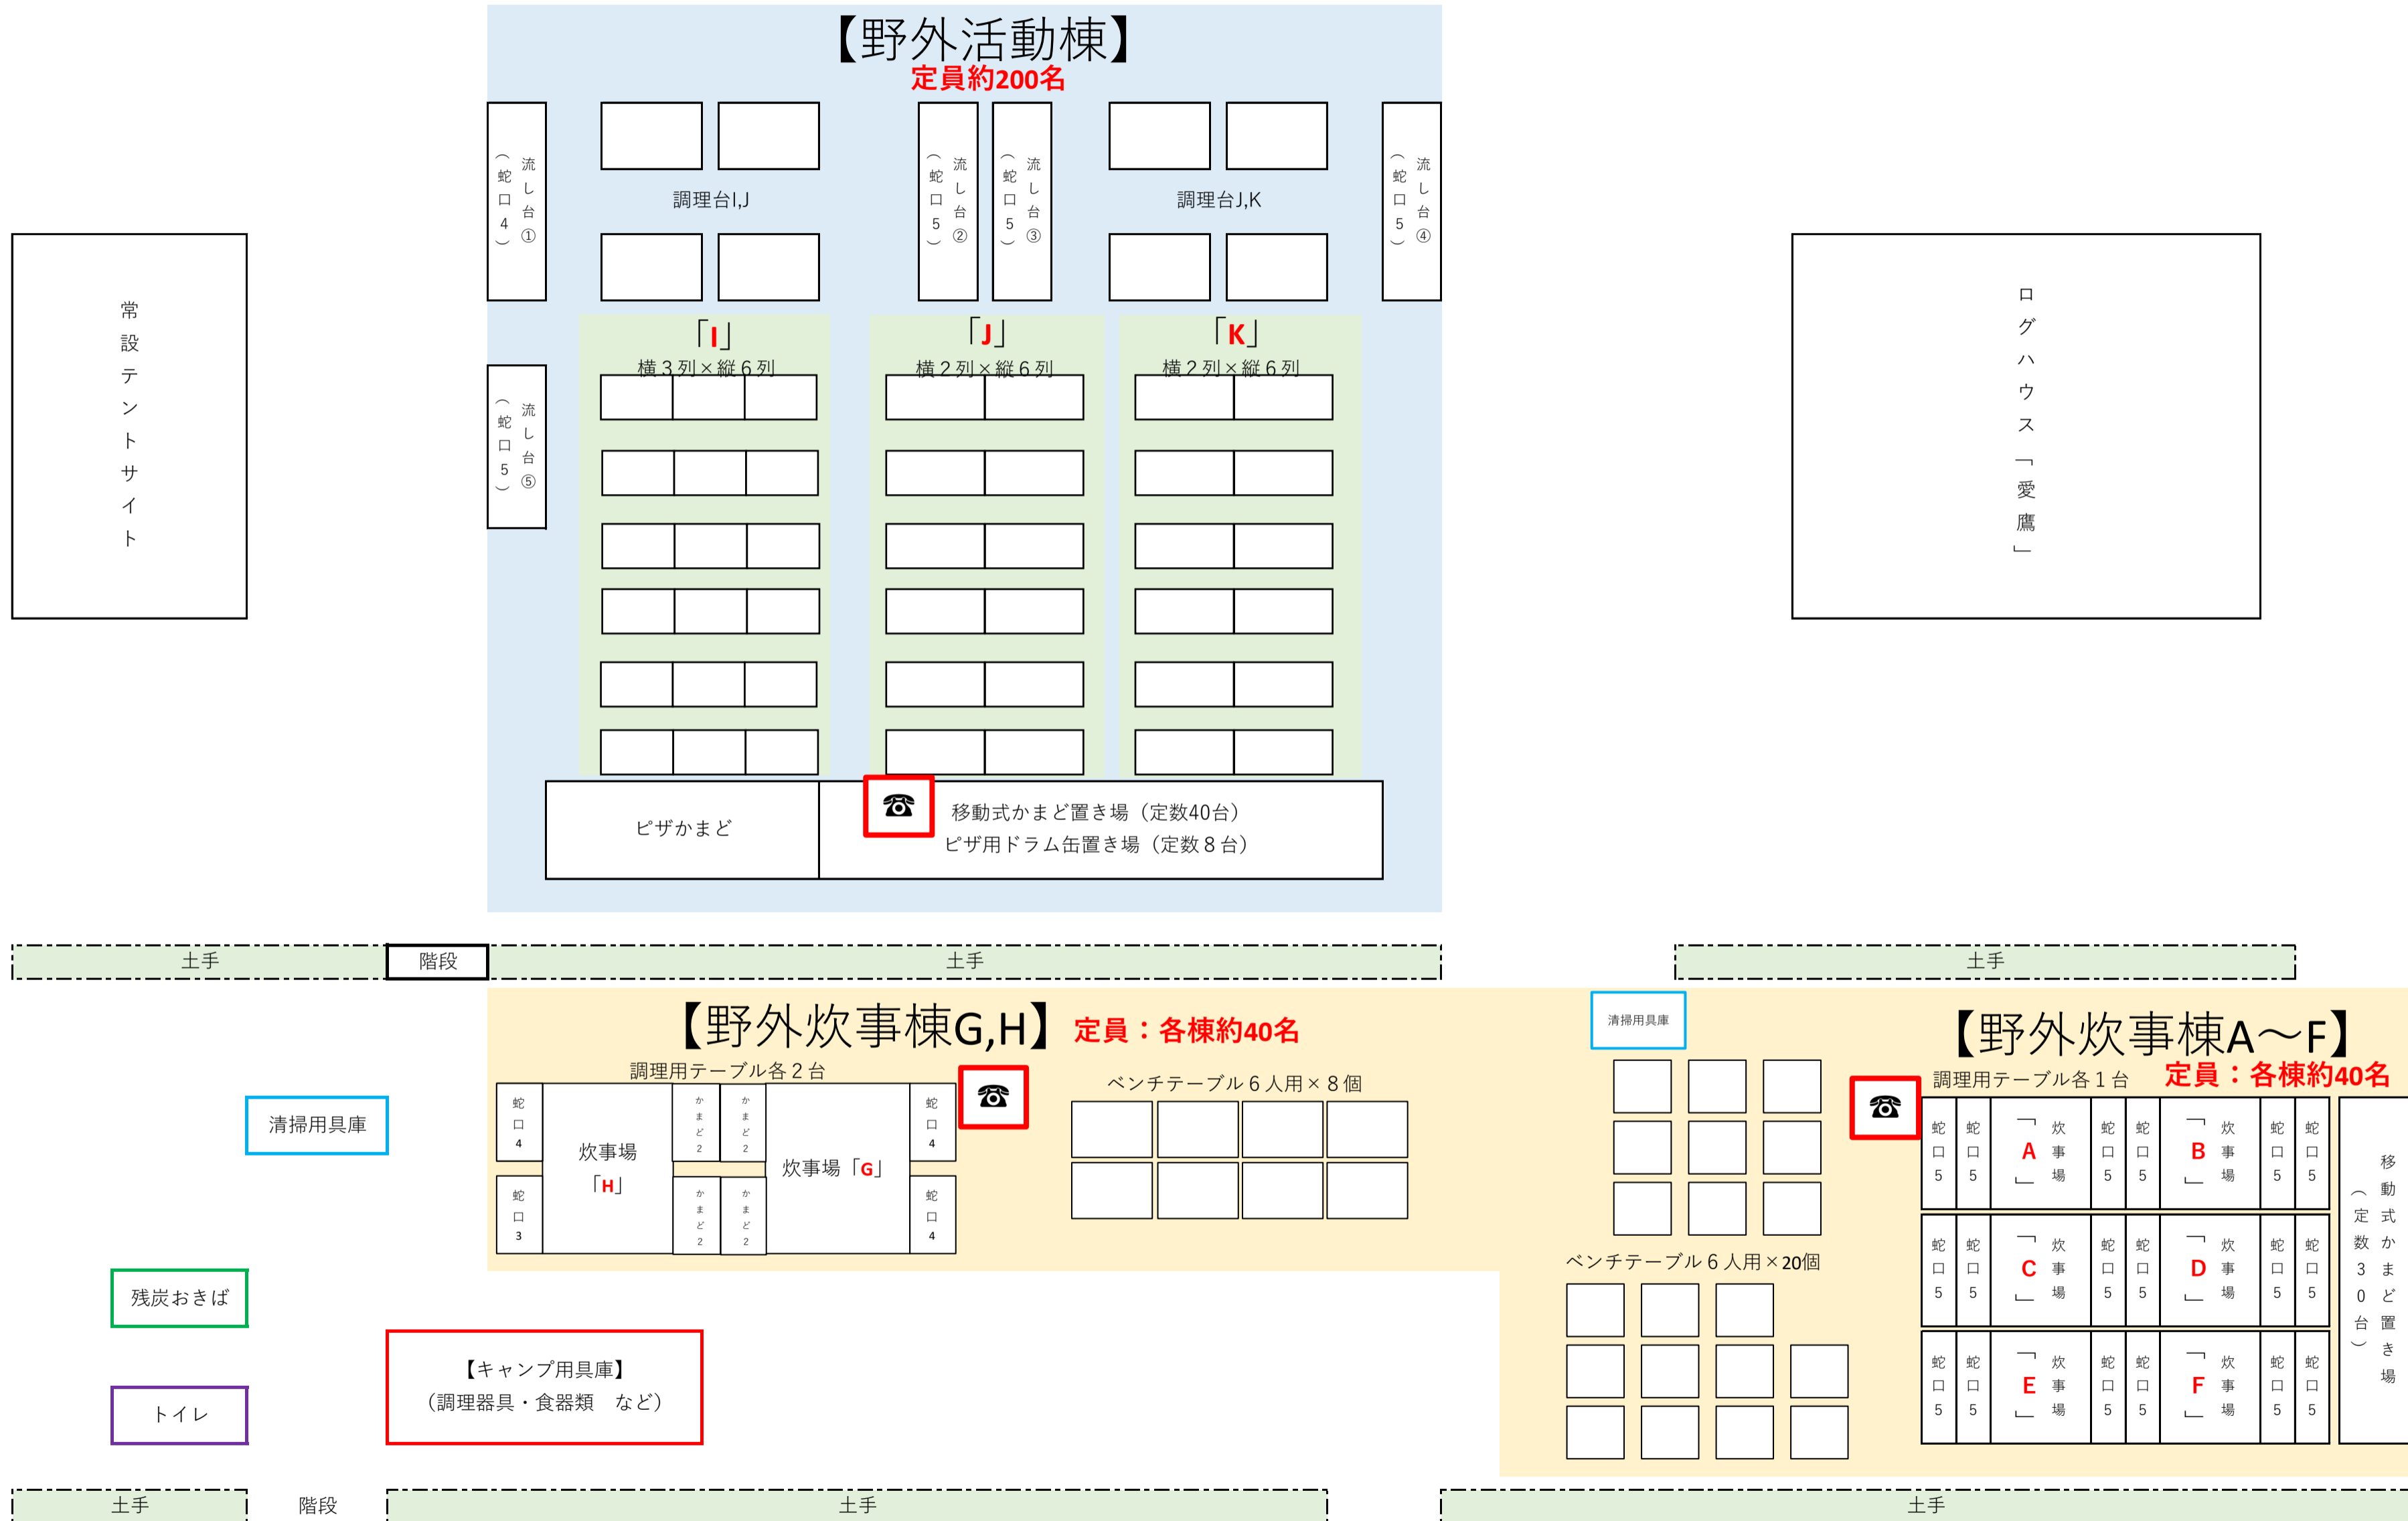 【野外活動棟】
定員約200名
流し台①
（蛇口4）
調理台I,J
流し台②
（蛇口5）
流し台③
（蛇口5）
調理台J,K
流し台④
（蛇口5）
常設テントサイト
ログハウス「愛鷹」
「I」
横３列×縦６列
「J」
横２列×縦６列
「K」
横２列×縦６列
流し台⑤
（蛇口5）
ピザかまど
☎
移動式かまど置き場（定数40台）
ピザ用ドラム缶置き場（定数８台）
土手
階段
土手
土手
【野外炊事棟G,H】
定員：各棟約40名
調理用テーブル各２台
蛇口4
蛇口3
炊事場
「H」
かまど2
かまど2
かまど2
かまど2
炊事場「G」
蛇口4
蛇口4
☎
ベンチテーブル６人用×８個
清掃用具庫
【野外炊事棟A～F】
調理用テーブル各１台
定員：各棟約40名
☎
蛇口5
蛇口5
炊事場
「A」
蛇口5
蛇口5
炊事場
「B」
蛇口5
蛇口5
蛇口5
蛇口5
炊事場
「C」
蛇口5
蛇口5
炊事場
「D」
蛇口5
蛇口5
蛇口5
蛇口5
炊事場
「E」
蛇口5
蛇口5
炊事場
「F」
蛇口5
蛇口5
移動式かまど置き場
（定数30台）
ベンチテーブル６人用×20個
清掃用具庫
残炭おきば
トイレ
【キャンプ用具庫】
（調理器具・食器類　など）
土手
階段
土手
土手